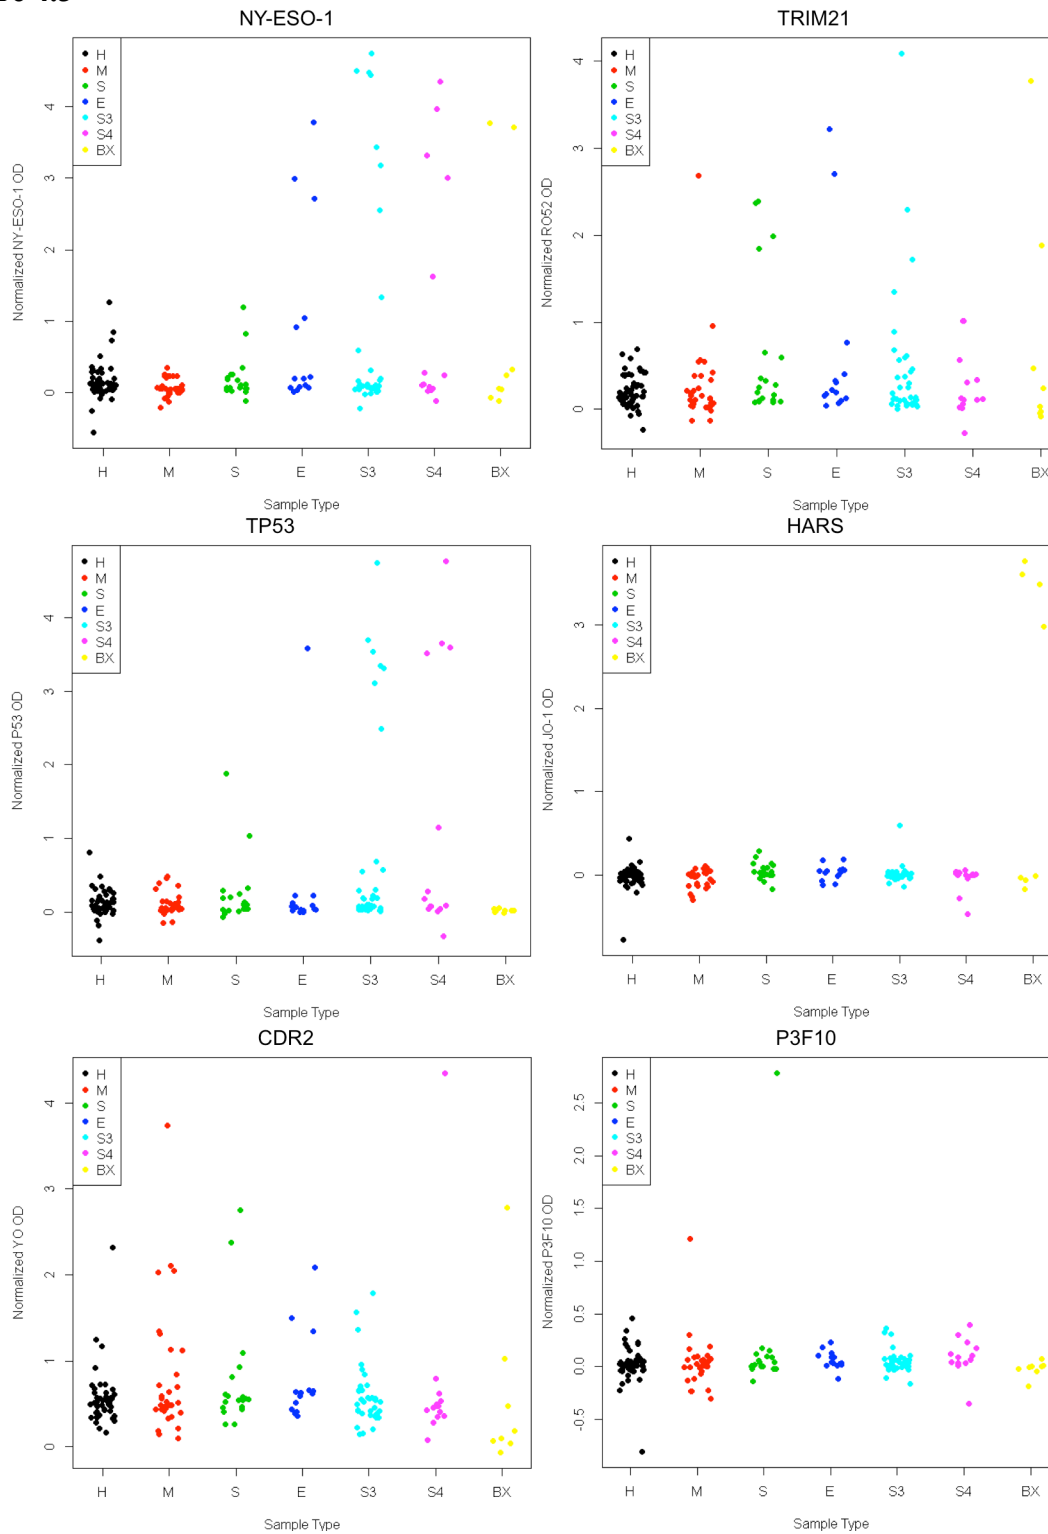 NY-ESO-1
H
M
S
E
S3
S4
BX
Normalized NY-ESO-1 OD
0 1 2 3 4
H M S E S3 S4 BX
Sample Type
TRIM21
H
M
S
E
S3
S4
BX
Normalized RO52 OD
0 1 2 3 4
H M S E S3 S4 BX
Sample Type
TP53
H
M
S
E
S3
S4
BX
Normalized P53 OD
0 1 2 3 4
H M S E S3 S4 BX
Sample Type
HARS
H
M
S
E
S3
S4
BX
Normalized JO-1 OD
0 1 2 3
H M S E S3 S4 BX
Sample Type
CDR2
H
M
S
E
S3
S4
BX
Normalized YO OD
0 1 2 3 4
H M S E S3 S4 BX
Sample Type
P3F10
H
M
S
E
S3
S4
BX
Normalized P3F10 OD
-0.5 0.0 0.5 1.0 1.5 2.0 2.5
H M S E S3 S4 BX
Sample Type